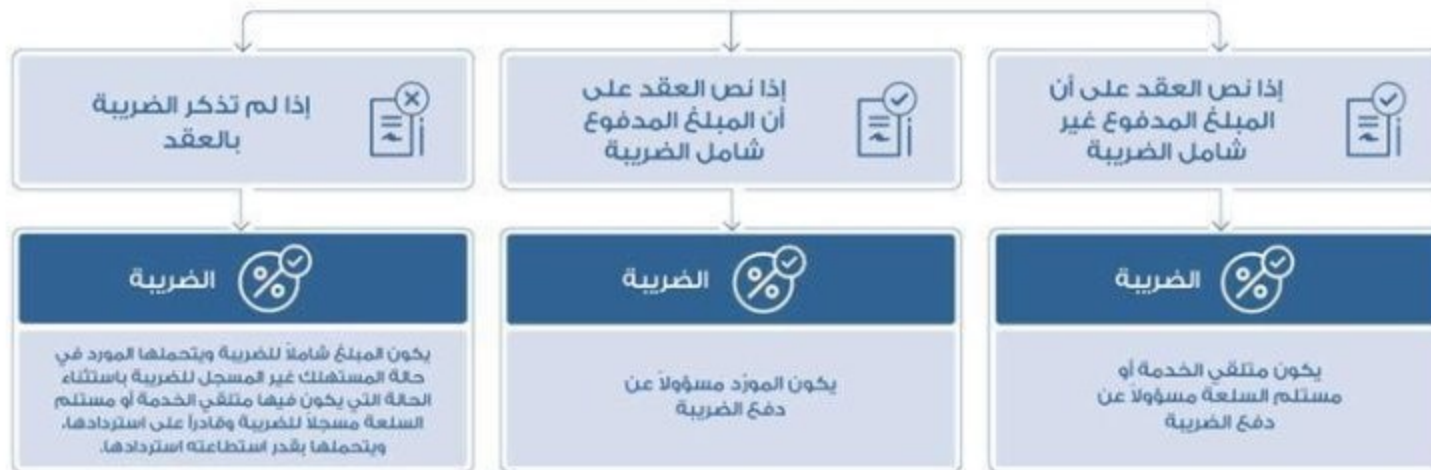 إذا نص العقد على أن
المبلغ المدفوع غير
شامل الضريبة
إذا نص العقد على
أن المبلغ المدفوع
شامل الضريبة
إذا لم تذكر الضريبة
بالعقد
الضريبة
يكون متلقي الخدمة أو
مستلم السلعة مسؤولاً عن
دفع الضريبة
الضريبة
يكون المورّد مسؤولاً عن
دفع الضريبة
الضريبة
يكون المبلغ شاملاً للضريبة ويتحملها المورد في
حالة المستهلك غير المسجل للضريبة باستثناء
الحالة التي يكون فيها متلقي الخدمة أو مستلم
السلعة مسجلاً للضريبة وقادراً على استردادها،
ويتحملها بقدر استطاعته استردادها.